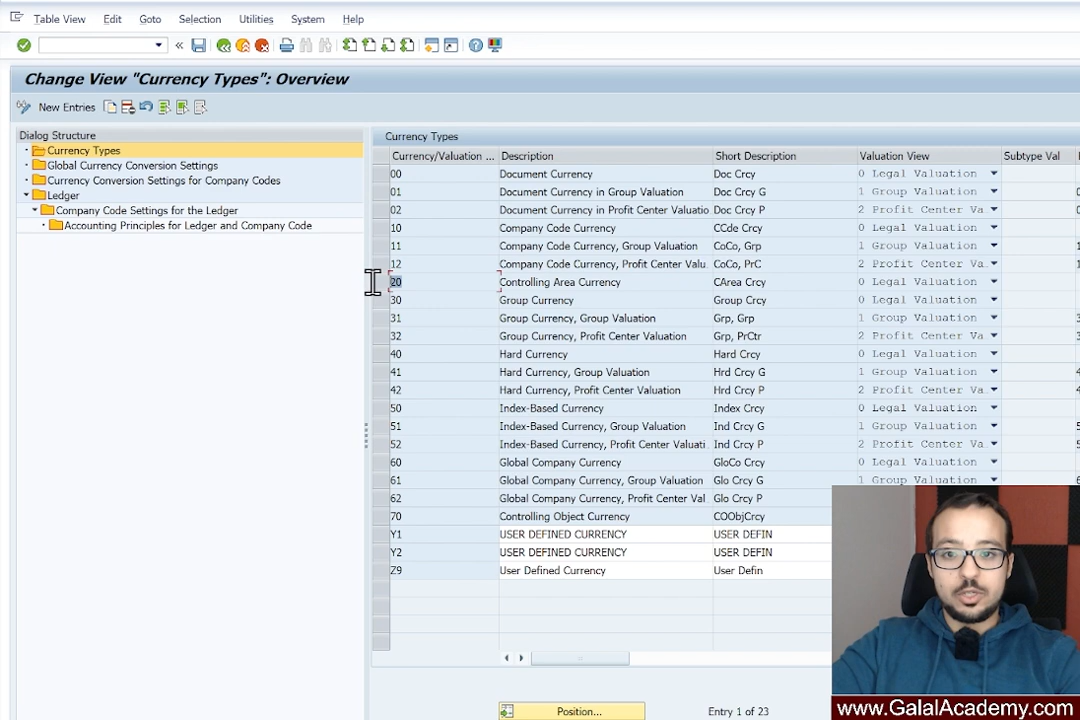 Table View Edit Goto Selection Utilities System Help
Change View "Currency Types": Overview
New Entries
Dialog Structure
Currency Types
Global Currency Conversion Settings
Currency Conversion Settings for Company Codes
Ledger
Company Code Settings for the Ledger
Accounting Principles for Ledger and Company Code
Currency Types
Currency/Valuation ... Description Short Description Valuation View Subtype Val
00 Document Currency Doc Crcy 0 Legal Valuation
01 Document Currency in Group Valuation Doc Crcy G 1 Group Valuation
02 Document Currency in Profit Center Valuatio Doc Crcy P 2 Profit Center Va…
10 Company Code Currency CCde Crcy 0 Legal Valuation
11 Company Code Currency, Group Valuation CoCo, Grp 1 Group Valuation 1
12 Company Code Currency, Profit Center Valu… CoCo, PrC 2 Profit Center Va… 1
20 Controlling Area Currency CArea Crcy 0 Legal Valuation
30 Group Currency Group Crcy 0 Legal Valuation
31 Group Currency, Group Valuation Grp, Grp 1 Group Valuation 3
32 Group Currency, Profit Center Valuation Grp, PrCtr 2 Profit Center Va… 3
40 Hard Currency Hard Crcy 0 Legal Valuation
41 Hard Currency, Group Valuation Hrd Crcy G 1 Group Valuation 4
42 Hard Currency, Profit Center Valuation Hrd Crcy P 2 Profit Center Va… 4
50 Index-Based Currency Index Crcy 0 Legal Valuation
51 Index-Based Currency, Group Valuation Ind Crcy G 1 Group Valuation 5
52 Index-Based Currency, Profit Center Valuati… Ind Crcy P 2 Profit Center Va… 5
60 Global Company Currency GloCo Crcy 0 Legal Valuation
61 Global Company Currency, Group Valuation Glo Crcy G 1 Group Valuation
62 Global Company Currency, Profit Center Val Glo Crcy P
70 Controlling Object Currency COObjCrcy
Y1 USER DEFINED CURRENCY USER DEFIN
Y2 USER DEFINED CURRENCY USER DEFIN
Z9 User Defined Currency User Defin
Position... Entry 1 of 23
www.GalalAcademy.com